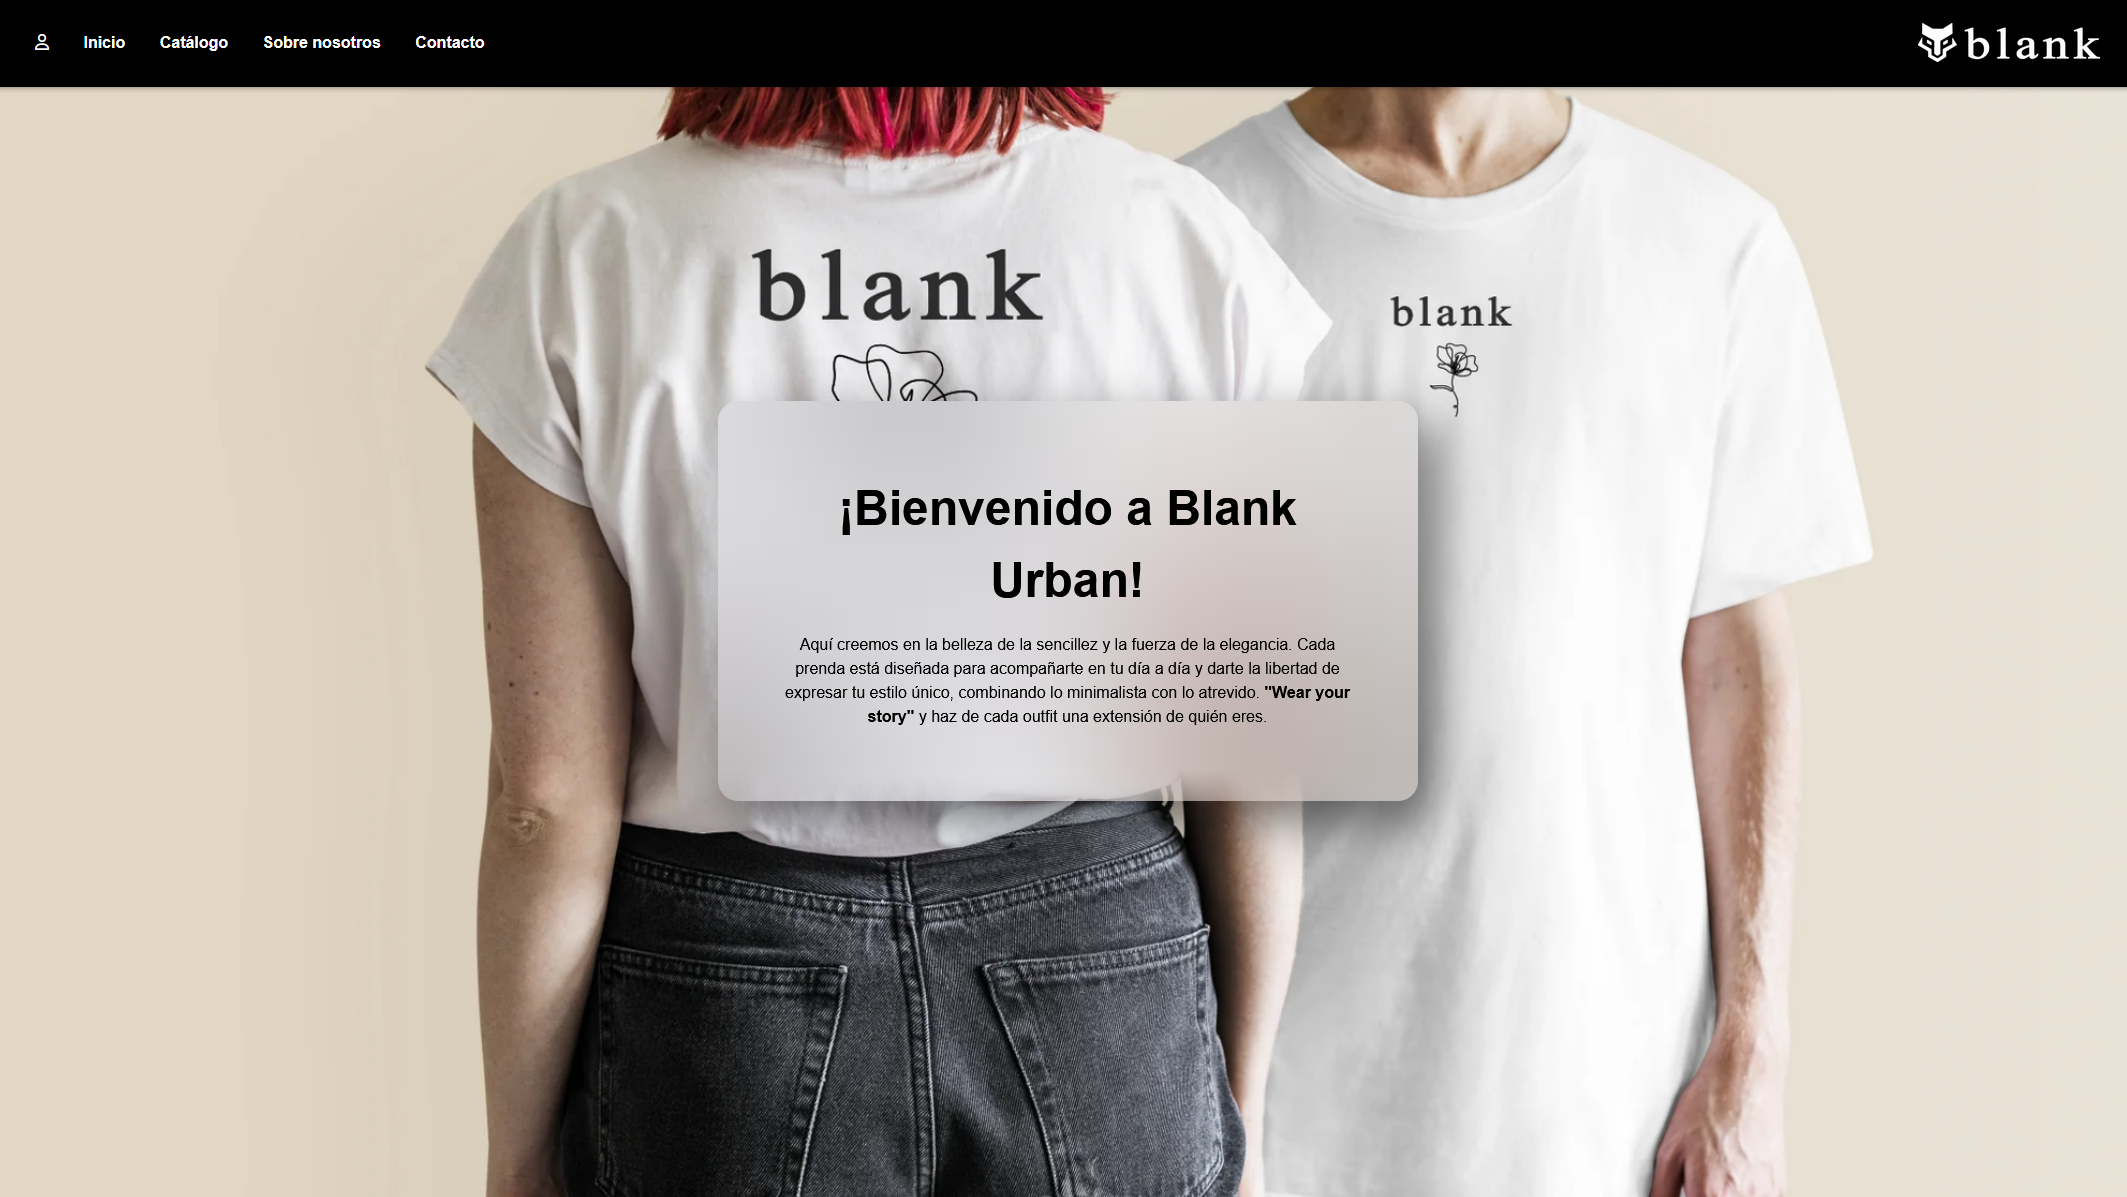 Inicio Catálogo Sobre nosotros Contacto
blank
blank
blank
¡Bienvenido a Blank
Urban!
Aquí creemos en la belleza de la sencillez y la fuerza de la elegancia. Cada
prenda está diseñada para acompañarte en tu día a día y darte la libertad de
expresar tu estilo único, combinando lo minimalista con lo atrevido. "Wear your
story" y haz de cada outfit una extensión de quién eres.